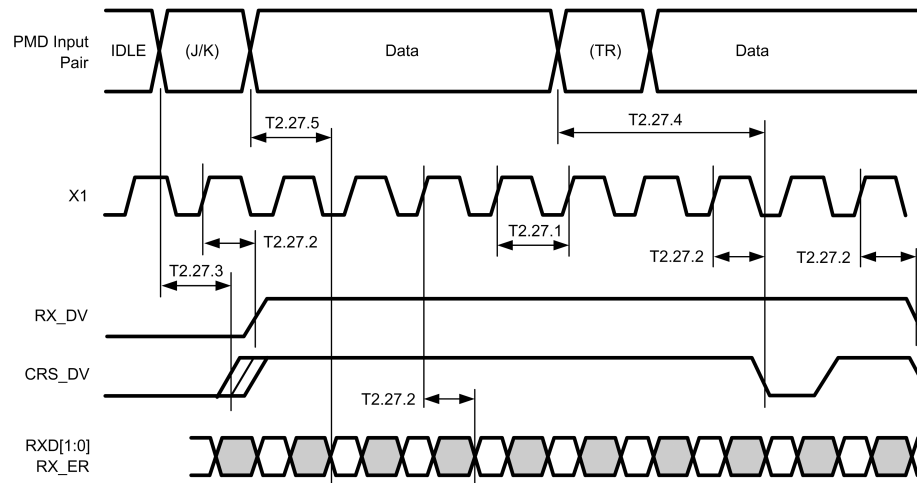 PMD Input
Pair
IDLE
(J/K)
Data
(TR)
Data
T2.27.5
T2.27.4
X1
T2.27.2
T2.27.1
T2.27.2
T2.27.2
T2.27.3
RX_DV
CRS_DV
T2.27.2
RXD[1:0]
RX_ER